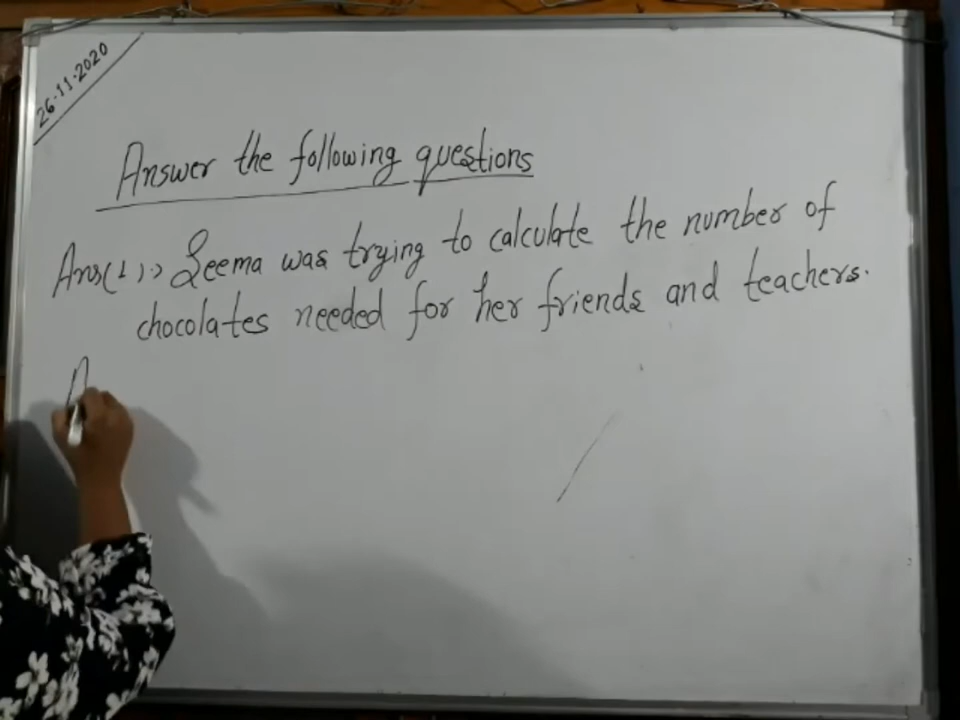 26.11.2020
Answer the following questions
Ans(1):> Seema was trying to calculate the number of
chocolates needed for her friends and teachers.
A